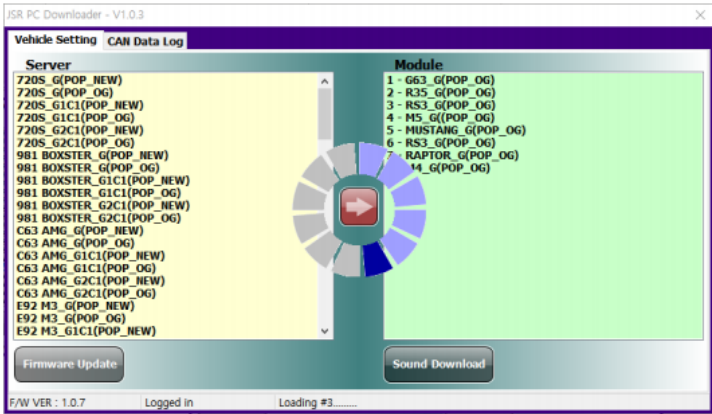 JSR PC Downloader - V1.0.3
Vehicle Setting CAN Data Log
Server
720S_G(POP_NEW)
720S_G(POP_OG)
720S_G1C1(POP_NEW)
720S_G1C1(POP_OG)
720S_G2C1(POP_NEW)
720S_G2C1(POP_OG)
981 BOXSTER_G(POP_NEW)
981 BOXSTER_G(POP_OG)
981 BOXSTER_G1C1(POP_NEW)
981 BOXSTER_G1C1(POP_OG)
981 BOXSTER_G2C1(POP_NEW)
981 BOXSTER_G2C1(POP_OG)
C63 AMG_G(POP_NEW)
C63 AMG_G(POP_OG)
C63 AMG_G1C1(POP_NEW)
C63 AMG_G1C1(POP_OG)
C63 AMG_G2C1(POP_NEW)
C63 AMG_G2C1(POP_OG)
E92 M3_G(POP_NEW)
E92 M3_G(POP_OG)
E92 M3_G1C1(POP_NEW)
Module
1 - G63_G(POP_OG)
2 - R35_G(POP_OG)
3 - RS3_G(POP_OG)
4 - M5_G((POP_OG)
5 - MUSTANG_G(POP_OG)
6 - RS3_G(POP_OG)
- RAPTOR_G(POP_OG)
M4_G(POP_OG)
Firmware Update
Sound Download
F/W VER : 1.0.7 Logged in Loading #3.........